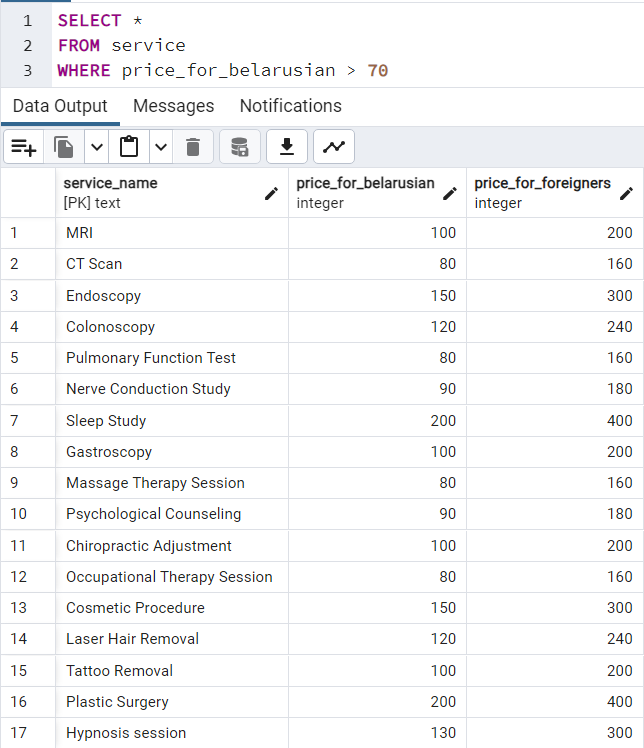 1 SELECT *
2 FROM service
3 WHERE price_for_belarusian > 70
Data Output Messages Notifications
service_name price_for_belarusian price_for_foreigners
[PK] text integer integer
1 MRI 100 200
2 CT Scan 80 160
3 Endoscopy 150 300
4 Colonoscopy 120 240
5 Pulmonary Function Test 80 160
6 Nerve Conduction Study 90 180
7 Sleep Study 200 400
8 Gastroscopy 100 200
9 Massage Therapy Session 80 160
10 Psychological Counseling 90 180
11 Chiropractic Adjustment 100 200
12 Occupational Therapy Session 80 160
13 Cosmetic Procedure 150 300
14 Laser Hair Removal 120 240
15 Tattoo Removal 100 200
16 Plastic Surgery 200 400
17 Hypnosis session 130 300